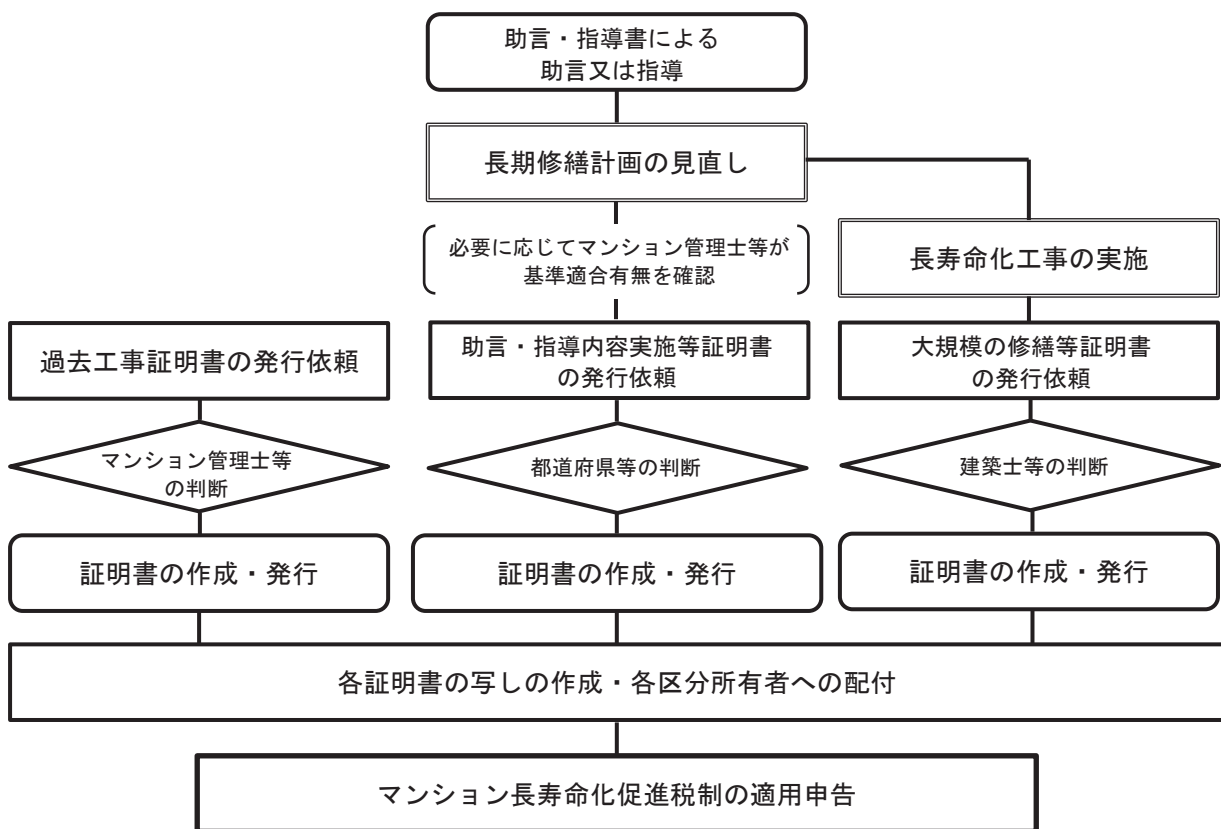 助言・指導書による
助言又は指導
長期修繕計画の見直し
必要に応じてマンション管理士等が
基準適合有無を確認
長寿命化工事の実施
過去工事証明書の発行依頼
助言・指導内容実施等証明書
の発行依頼
大規模の修繕等証明書
の発行依頼
マンション管理士等
の判断
都道府県等の判断
建築士等の判断
証明書の作成・発行
証明書の作成・発行
証明書の作成・発行
各証明書の写しの作成・各区分所有者への配付
マンション長寿命化促進税制の適用申告